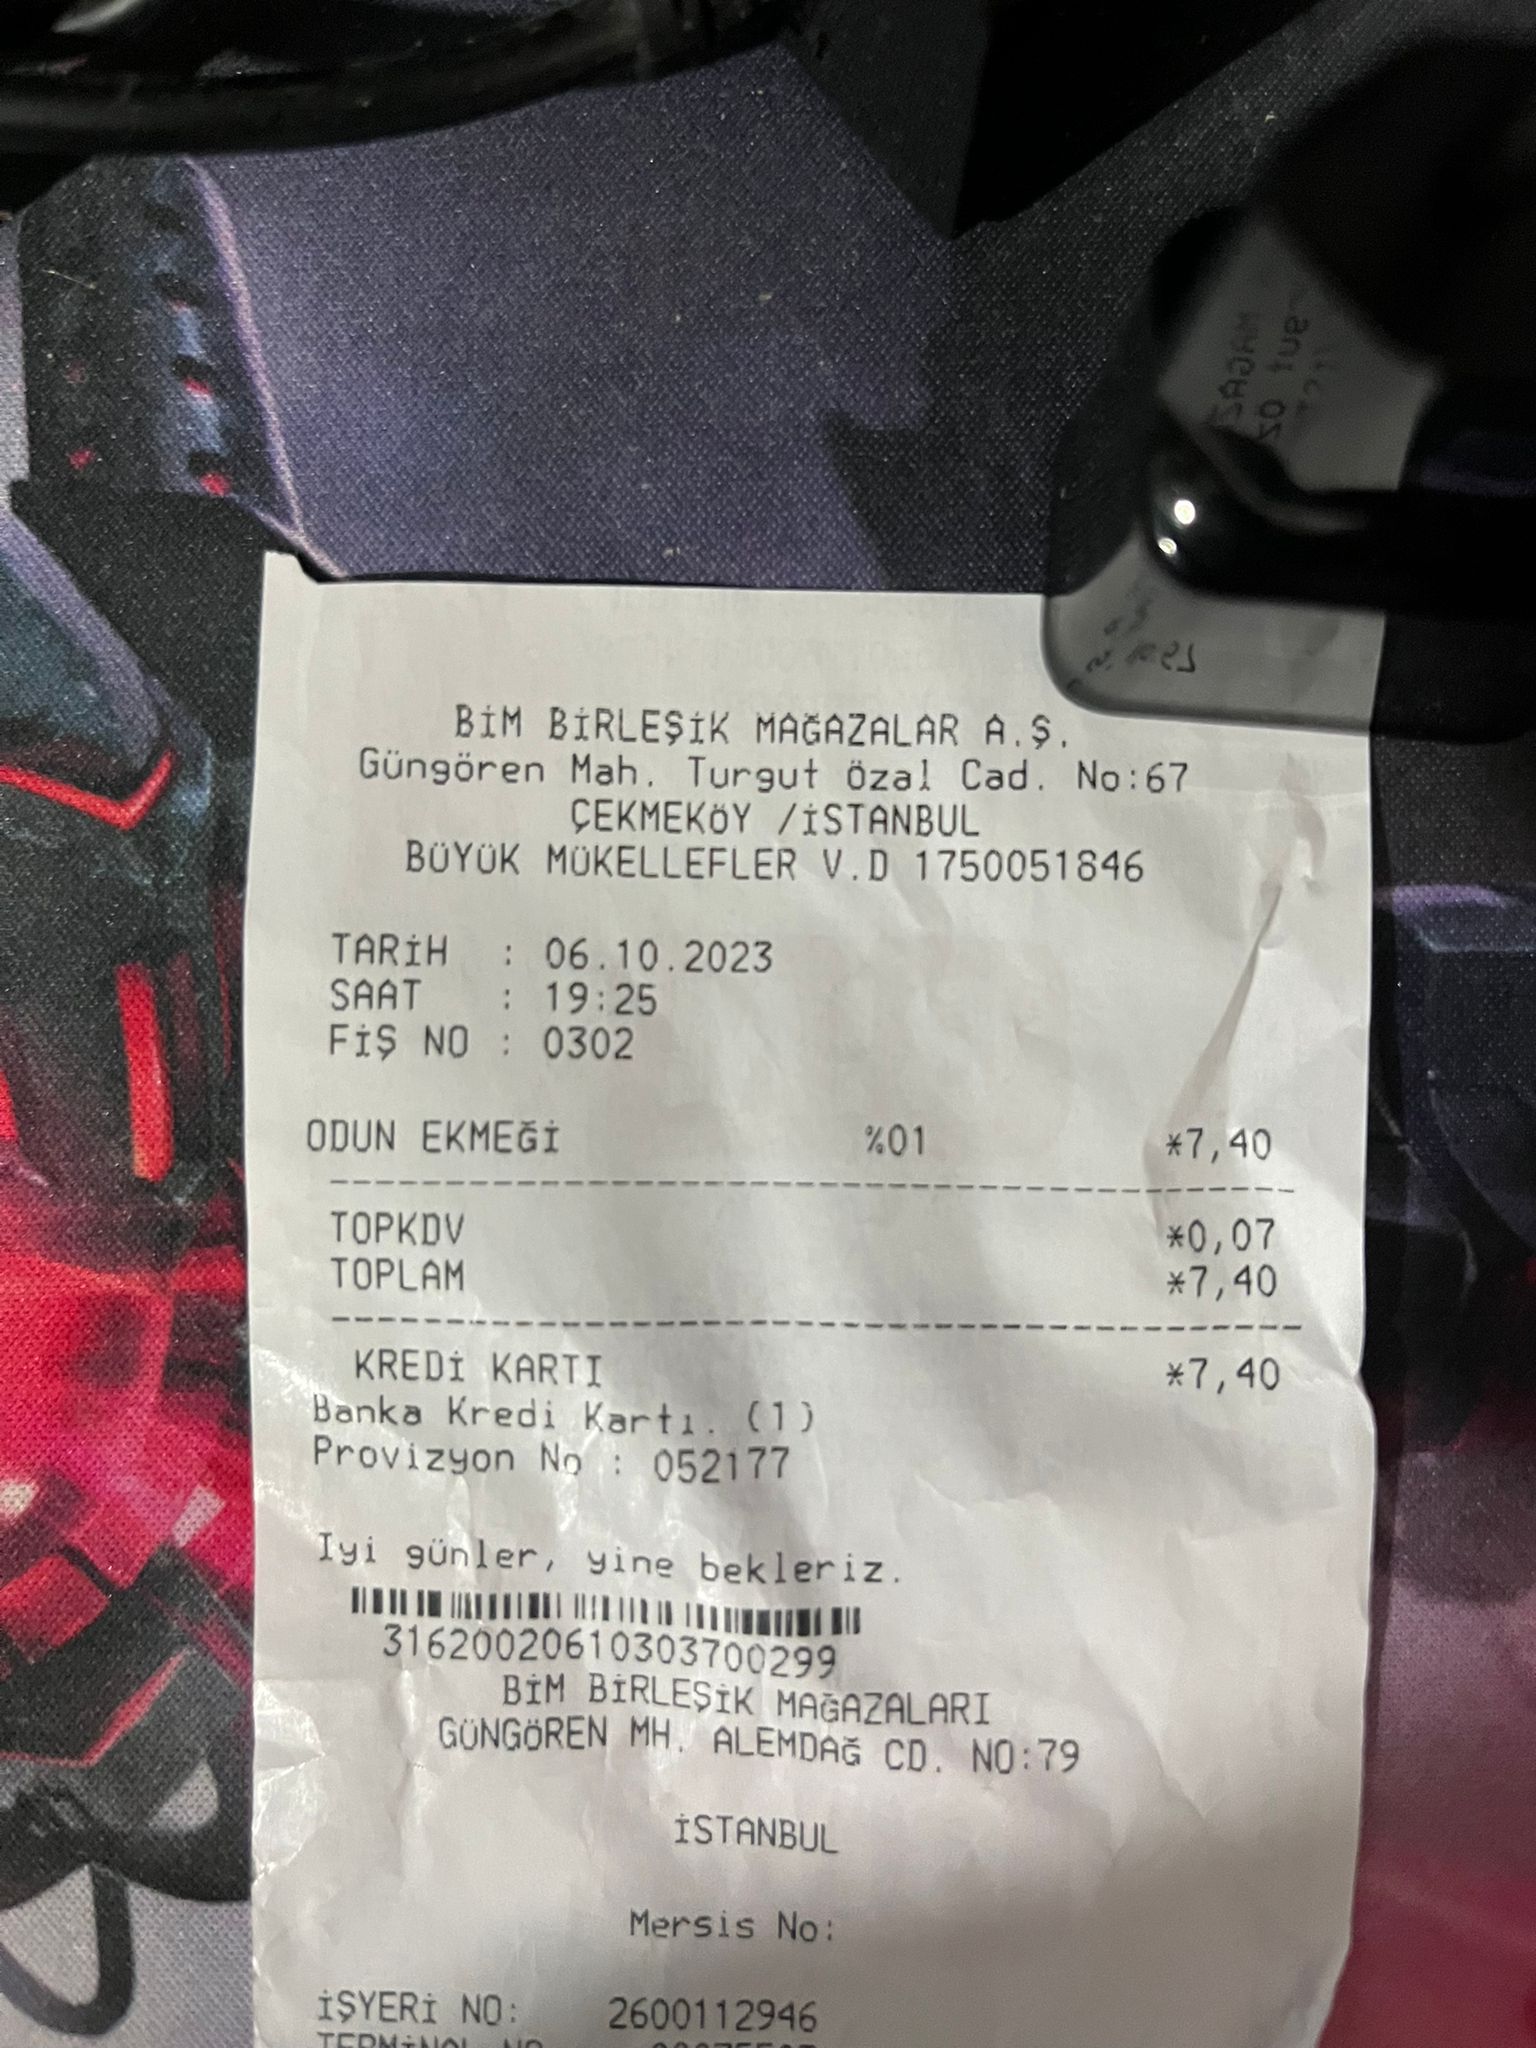 BİM BİRLEŞİK MAĞAZALAR A.Ş.
Güngören Mah. Turgut Özal Cad. No:67
ÇEKMEKÖY /İSTANBUL
BÜYÜK MÜKELLEFLER V.D 1750051846
TARİH : 06.10.2023
SAAT : 19:25
FİŞ NO : 0302
ODUN EKMEĞİ %01 *7,40
TOPKDV *0,07
TOPLAM *7,40
KREDİ KARTI *7,40
Banka Kredi Kartı. (1)
Provizyon No : 052177
Iyi günler, yine bekleriz.
31620020610303700299
BİM BİRLEŞİK MAĞAZALARI
GÜNGÖREN MH. ALEMDAĞ CD. NO:79
İSTANBUL
Mersis No:
İŞYERİ NO: 2600112946